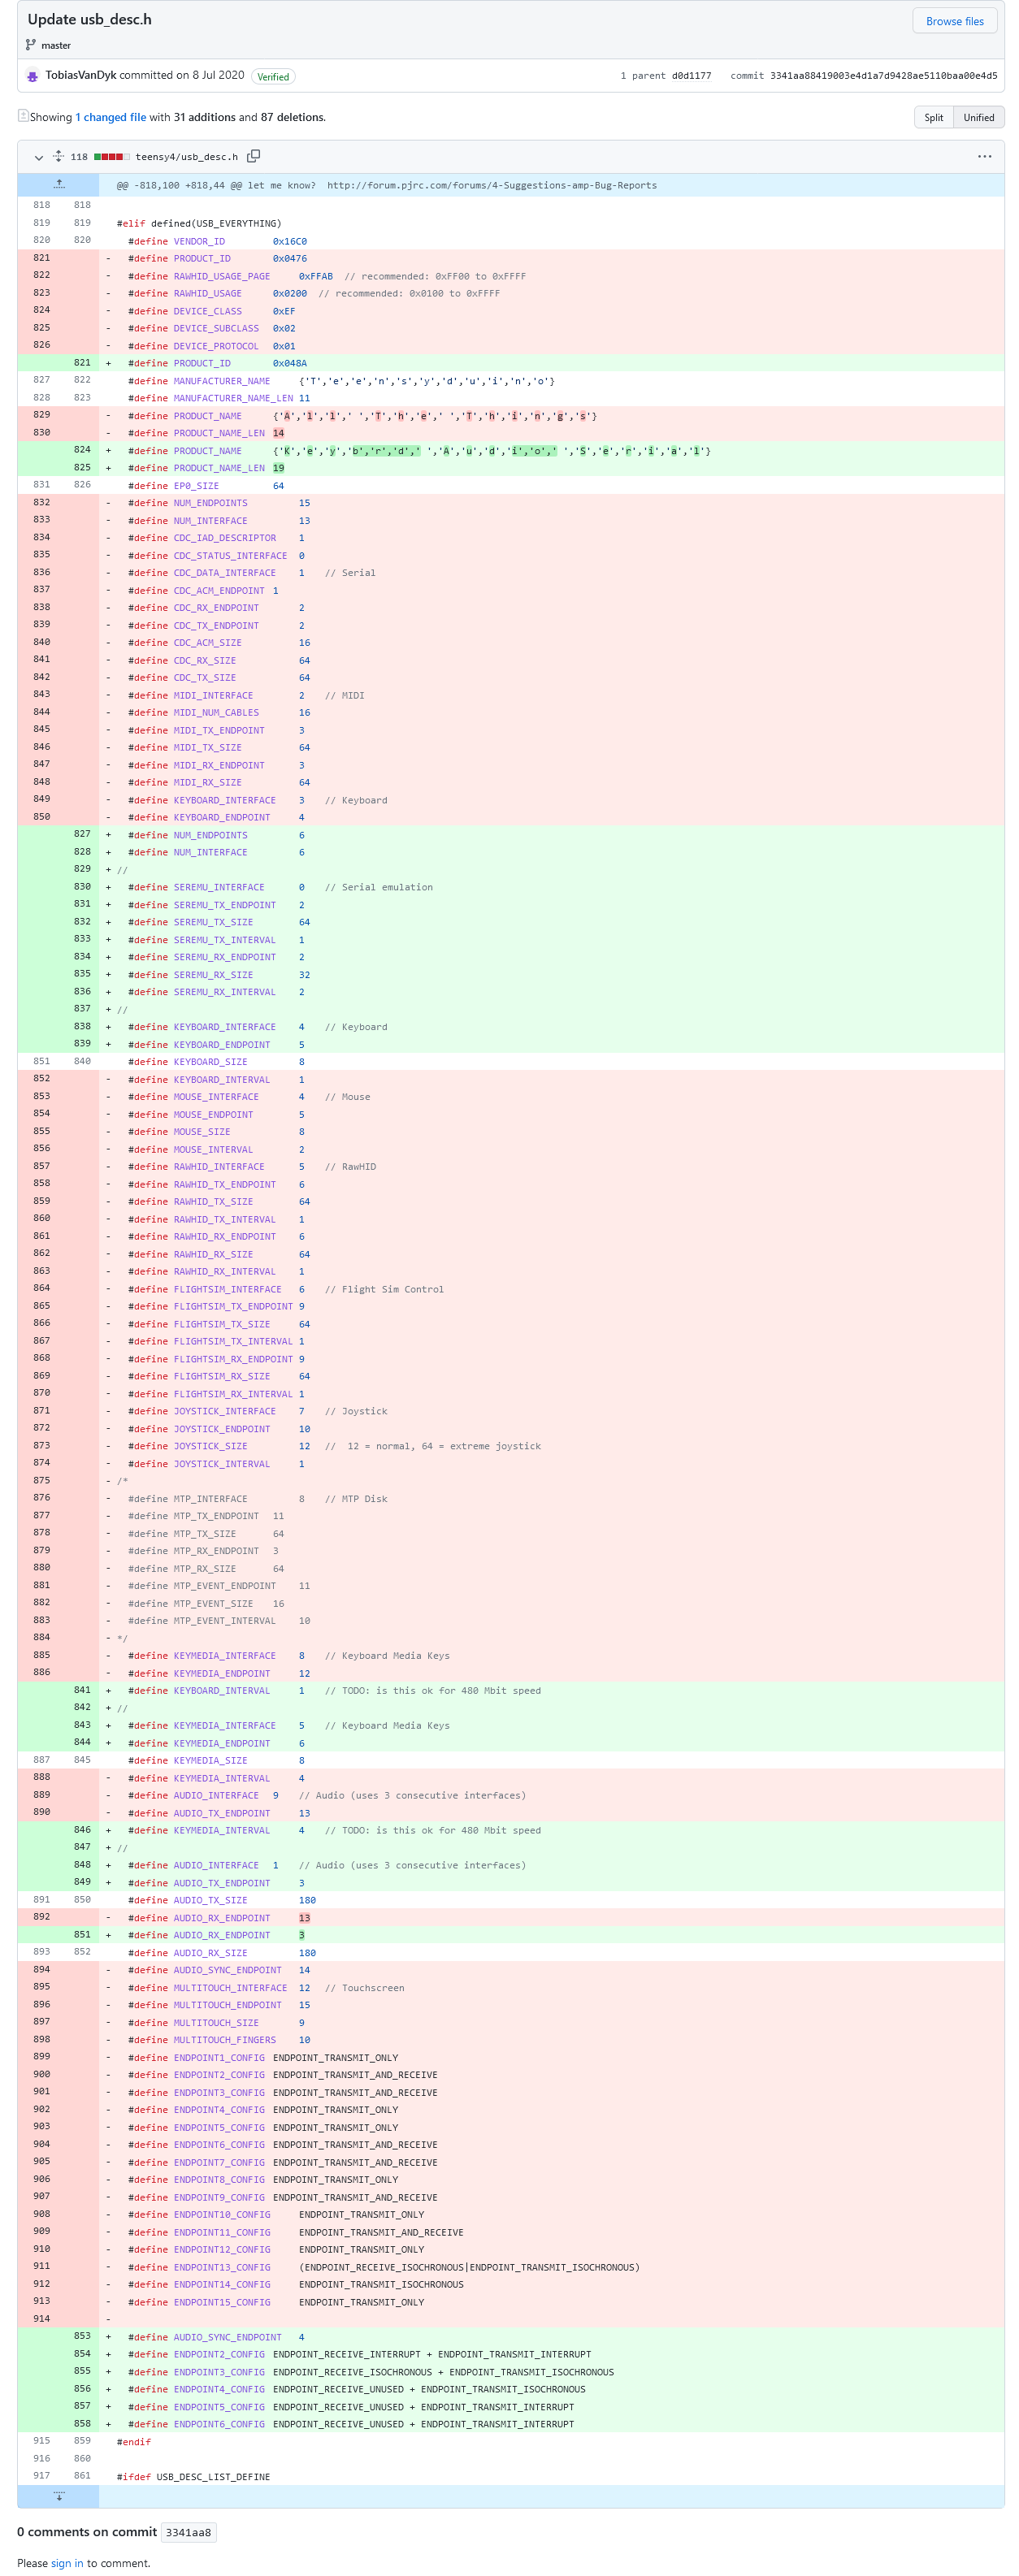 Update usb_desc.h
Browse files
master
TobiasVanDyk committed on 8 Jul 2020 Verified
1 parent d0d1177 commit 3341aa88419003e4d1a7d9428ae5110baa00e4d5
Showing 1 changed file with 31 additions and 87 deletions.
Split Unified
118 teensy4/usb_desc.h
@@ -818,100 +818,44 @@ let me know? http://forum.pjrc.com/forums/4-Suggestions-amp-Bug-Reports
818 818
819 819 #elif defined(USB_EVERYTHING)
820 820 #define VENDOR_ID 0x16C0
821 - #define PRODUCT_ID 0x0476
822 - #define RAWHID_USAGE_PAGE 0xFFAB // recommended: 0xFF00 to 0xFFFF
823 - #define RAWHID_USAGE 0x0200 // recommended: 0x0100 to 0xFFFF
824 - #define DEVICE_CLASS 0xEF
825 - #define DEVICE_SUBCLASS 0x02
826 - #define DEVICE_PROTOCOL 0x01
821 + #define PRODUCT_ID 0x048A
827 822 #define MANUFACTURER_NAME {'T','e','e','n','s','y','d','u','i','n','o'}
828 823 #define MANUFACTURER_NAME_LEN 11
829 - #define PRODUCT_NAME {'A','l','l',' ','T','h','e',' ','T','h','i','n','g','s'}
830 - #define PRODUCT_NAME_LEN 14
824 + #define PRODUCT_NAME {'K','e','y','b','r','d',' ','A','u','d','i','o',' ','S','e','r','i','a','l'}
825 + #define PRODUCT_NAME_LEN 19
831 826 #define EP0_SIZE 64
832 - #define NUM_ENDPOINTS 15
833 - #define NUM_INTERFACE 13
834 - #define CDC_IAD_DESCRIPTOR 1
835 - #define CDC_STATUS_INTERFACE 0
836 - #define CDC_DATA_INTERFACE 1 // Serial
837 - #define CDC_ACM_ENDPOINT 1
838 - #define CDC_RX_ENDPOINT 2
839 - #define CDC_TX_ENDPOINT 2
840 - #define CDC_ACM_SIZE 16
841 - #define CDC_RX_SIZE 64
842 - #define CDC_TX_SIZE 64
843 - #define MIDI_INTERFACE 2 // MIDI
844 - #define MIDI_NUM_CABLES 16
845 - #define MIDI_TX_ENDPOINT 3
846 - #define MIDI_TX_SIZE 64
847 - #define MIDI_RX_ENDPOINT 3
848 - #define MIDI_RX_SIZE 64
849 - #define KEYBOARD_INTERFACE 3 // Keyboard
850 - #define KEYBOARD_ENDPOINT 4
827 + #define NUM_ENDPOINTS 6
828 + #define NUM_INTERFACE 6
829 + //
830 + #define SEREMU_INTERFACE 0 // Serial emulation
831 + #define SEREMU_TX_ENDPOINT 2
832 + #define SEREMU_TX_SIZE 64
833 + #define SEREMU_TX_INTERVAL 1
834 + #define SEREMU_RX_ENDPOINT 2
835 + #define SEREMU_RX_SIZE 32
836 + #define SEREMU_RX_INTERVAL 2
837 + //
838 + #define KEYBOARD_INTERFACE 4 // Keyboard
839 + #define KEYBOARD_ENDPOINT 5
851 840 #define KEYBOARD_SIZE 8
852 - #define KEYBOARD_INTERVAL 1
853 - #define MOUSE_INTERFACE 4 // Mouse
854 - #define MOUSE_ENDPOINT 5
855 - #define MOUSE_SIZE 8
856 - #define MOUSE_INTERVAL 2
857 - #define RAWHID_INTERFACE 5 // RawHID
858 - #define RAWHID_TX_ENDPOINT 6
859 - #define RAWHID_TX_SIZE 64
860 - #define RAWHID_TX_INTERVAL 1
861 - #define RAWHID_RX_ENDPOINT 6
862 - #define RAWHID_RX_SIZE 64
863 - #define RAWHID_RX_INTERVAL 1
864 - #define FLIGHTSIM_INTERFACE 6 // Flight Sim Control
865 - #define FLIGHTSIM_TX_ENDPOINT 9
866 - #define FLIGHTSIM_TX_SIZE 64
867 - #define FLIGHTSIM_TX_INTERVAL 1
868 - #define FLIGHTSIM_RX_ENDPOINT 9
869 - #define FLIGHTSIM_RX_SIZE 64
870 - #define FLIGHTSIM_RX_INTERVAL 1
871 - #define JOYSTICK_INTERFACE 7 // Joystick
872 - #define JOYSTICK_ENDPOINT 10
873 - #define JOYSTICK_SIZE 12 // 12 = normal, 64 = extreme joystick
874 - #define JOYSTICK_INTERVAL 1
875 - /*
876 - #define MTP_INTERFACE 8 // MTP Disk
877 - #define MTP_TX_ENDPOINT 11
878 - #define MTP_TX_SIZE 64
879 - #define MTP_RX_ENDPOINT 3
880 - #define MTP_RX_SIZE 64
881 - #define MTP_EVENT_ENDPOINT 11
882 - #define MTP_EVENT_SIZE 16
883 - #define MTP_EVENT_INTERVAL 10
884 - */
885 - #define KEYMEDIA_INTERFACE 8 // Keyboard Media Keys
886 - #define KEYMEDIA_ENDPOINT 12
841 + #define KEYBOARD_INTERVAL 1 // TODO: is this ok for 480 Mbit speed
842 + //
843 + #define KEYMEDIA_INTERFACE 5 // Keyboard Media Keys
844 + #define KEYMEDIA_ENDPOINT 6
887 845 #define KEYMEDIA_SIZE 8
888 - #define KEYMEDIA_INTERVAL 4
889 - #define AUDIO_INTERFACE 9 // Audio (uses 3 consecutive interfaces)
890 - #define AUDIO_TX_ENDPOINT 13
846 + #define KEYMEDIA_INTERVAL 4 // TODO: is this ok for 480 Mbit speed
847 + //
848 + #define AUDIO_INTERFACE 1 // Audio (uses 3 consecutive interfaces)
849 + #define AUDIO_TX_ENDPOINT 3
891 850 #define AUDIO_TX_SIZE 180
892 - #define AUDIO_RX_ENDPOINT 13
851 + #define AUDIO_RX_ENDPOINT 3
893 852 #define AUDIO_RX_SIZE 180
894 - #define AUDIO_SYNC_ENDPOINT 14
895 - #define MULTITOUCH_INTERFACE 12 // Touchscreen
896 - #define MULTITOUCH_ENDPOINT 15
897 - #define MULTITOUCH_SIZE 9
898 - #define MULTITOUCH_FINGERS 10
899 - #define ENDPOINT1_CONFIG ENDPOINT_TRANSMIT_ONLY
900 - #define ENDPOINT2_CONFIG ENDPOINT_TRANSMIT_AND_RECEIVE
901 - #define ENDPOINT3_CONFIG ENDPOINT_TRANSMIT_AND_RECEIVE
902 - #define ENDPOINT4_CONFIG ENDPOINT_TRANSMIT_ONLY
903 - #define ENDPOINT5_CONFIG ENDPOINT_TRANSMIT_ONLY
904 - #define ENDPOINT6_CONFIG ENDPOINT_TRANSMIT_AND_RECEIVE
905 - #define ENDPOINT7_CONFIG ENDPOINT_TRANSMIT_AND_RECEIVE
906 - #define ENDPOINT8_CONFIG ENDPOINT_TRANSMIT_ONLY
907 - #define ENDPOINT9_CONFIG ENDPOINT_TRANSMIT_AND_RECEIVE
908 - #define ENDPOINT10_CONFIG ENDPOINT_TRANSMIT_ONLY
909 - #define ENDPOINT11_CONFIG ENDPOINT_TRANSMIT_AND_RECEIVE
910 - #define ENDPOINT12_CONFIG ENDPOINT_TRANSMIT_ONLY
911 - #define ENDPOINT13_CONFIG (ENDPOINT_RECEIVE_ISOCHRONOUS|ENDPOINT_TRANSMIT_ISOCHRONOUS)
912 - #define ENDPOINT14_CONFIG ENDPOINT_TRANSMIT_ISOCHRONOUS
913 - #define ENDPOINT15_CONFIG ENDPOINT_TRANSMIT_ONLY
914 -
853 + #define AUDIO_SYNC_ENDPOINT 4
854 + #define ENDPOINT2_CONFIG ENDPOINT_RECEIVE_INTERRUPT + ENDPOINT_TRANSMIT_INTERRUPT
855 + #define ENDPOINT3_CONFIG ENDPOINT_RECEIVE_ISOCHRONOUS + ENDPOINT_TRANSMIT_ISOCHRONOUS
856 + #define ENDPOINT4_CONFIG ENDPOINT_RECEIVE_UNUSED + ENDPOINT_TRANSMIT_ISOCHRONOUS
857 + #define ENDPOINT5_CONFIG ENDPOINT_RECEIVE_UNUSED + ENDPOINT_TRANSMIT_INTERRUPT
858 + #define ENDPOINT6_CONFIG ENDPOINT_RECEIVE_UNUSED + ENDPOINT_TRANSMIT_INTERRUPT
915 859 #endif
916 860
917 861 #ifdef USB_DESC_LIST_DEFINE
0 comments on commit 3341aa8
Please sign in to comment.